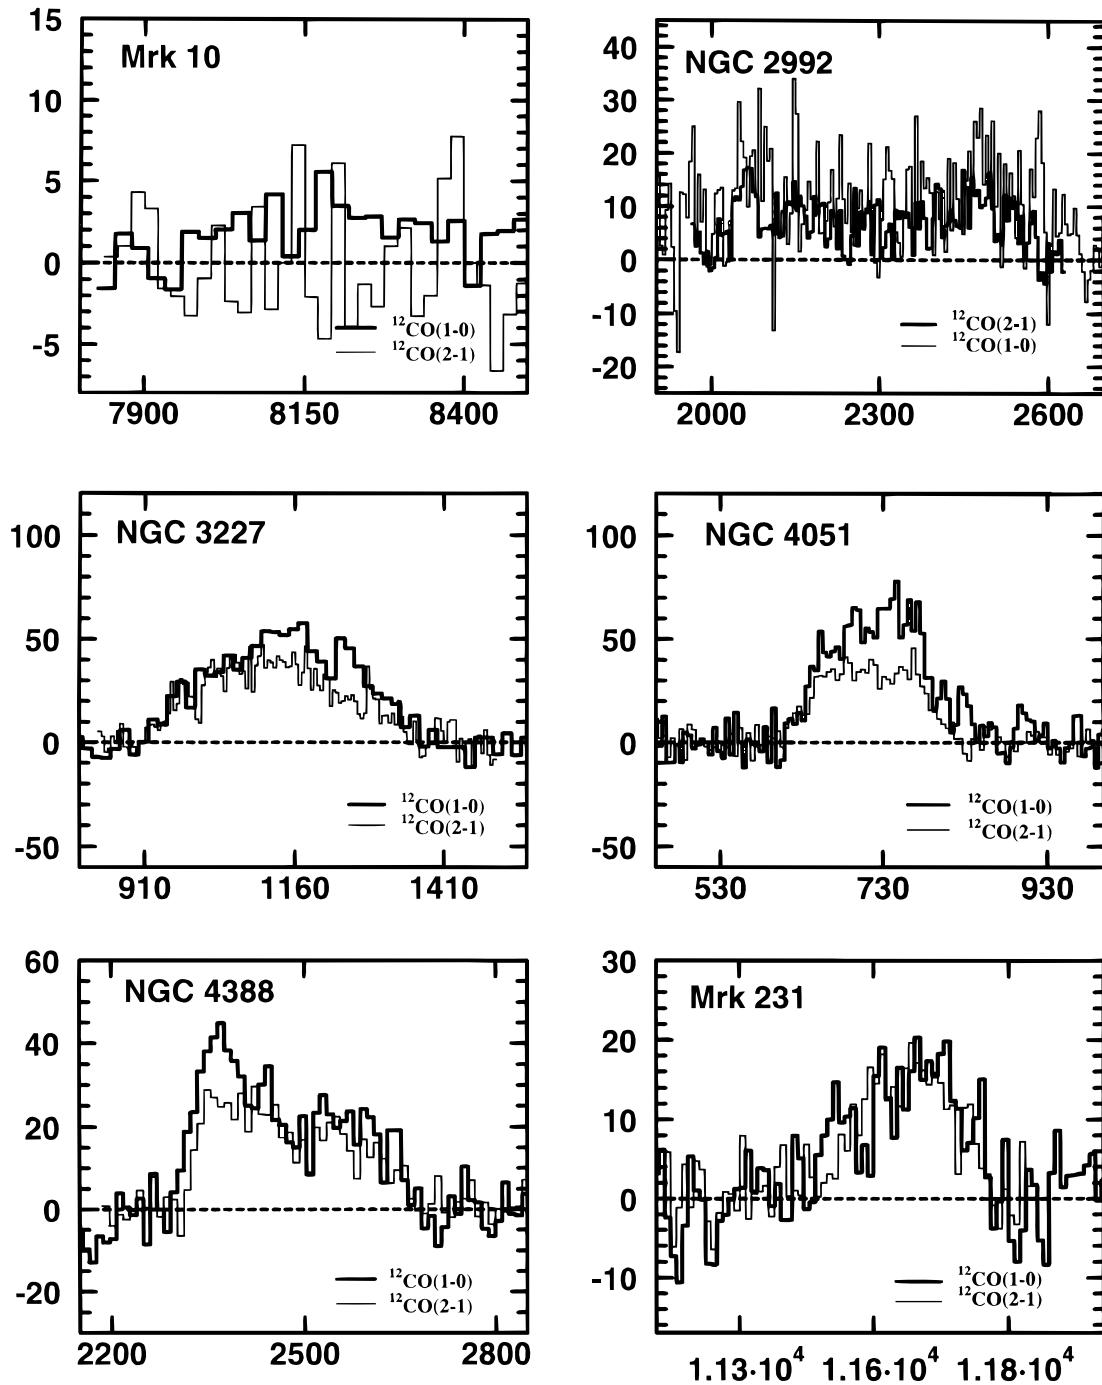 Mrk 10
15
10
5
0
-5
¹²CO(1-0)
¹²CO(2-1)
7900 8150 8400
NGC 2992
40
30
20
10
0
-10
-20
¹²CO(2-1)
¹²CO(1-0)
2000 2300 2600
NGC 3227
100
50
0
-50
¹²CO(1-0)
¹²CO(2-1)
910 1160 1410
NGC 4051
100
50
0
-50
¹²CO(1-0)
¹²CO(2-1)
530 730 930
NGC 4388
60
40
20
0
-20
¹²CO(1-0)
¹²CO(2-1)
2200 2500 2800
Mrk 231
30
20
10
0
-10
¹²CO(1-0)
¹²CO(2-1)
1.13·10⁴ 1.16·10⁴ 1.18·10⁴